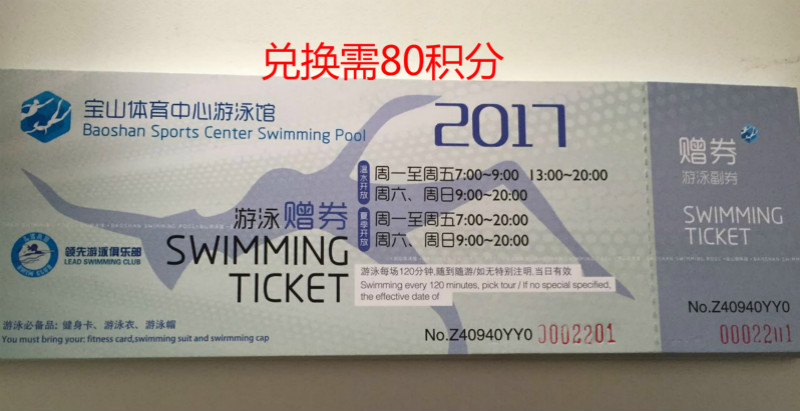 兑换需80积分
宝山体育中心游泳馆
Baoshan Sports Center Swimming Pool
2017
温水开放
周一至周五7:00~9:00 13:00~20:00
周六、周日9:00~20:00
夏季开放
周一至周五7:00~20:00
周六、周日9:00~20:00
游泳赠券
SWIMMING
TICKET
领先游泳俱乐部
LEAD SWIMMING CLUB
游泳每场120分钟,随到随游/如无特别注明,当日有效
Swimming every 120 minutes, pick tour / If no special specified,
the effective date of
游泳必备品: 健身卡、游泳衣、游泳帽
You must bring your: fitness card,swimming suit and swimming cap
No.Z40940YY0 0002201
赠券
游泳副券
SWIMMING
TICKET
No.Z40940YY0
0002201